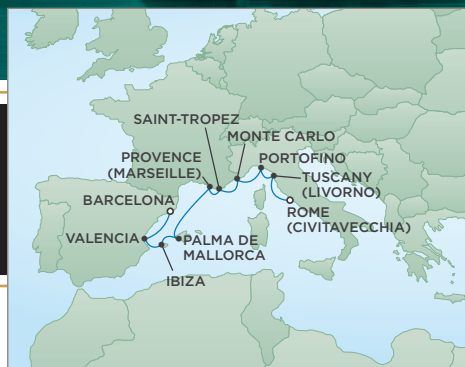 SAINT-TROPEZ
MONTE CARLO
PROVENCE
(MARSEILLE)
PORTOFINO
TUSCANY
(LIVORNO)
BARCELONA
ROME
(CIVITAVECCHIA)
VALENCIA
PALMA DE
MALLORCA
IBIZA